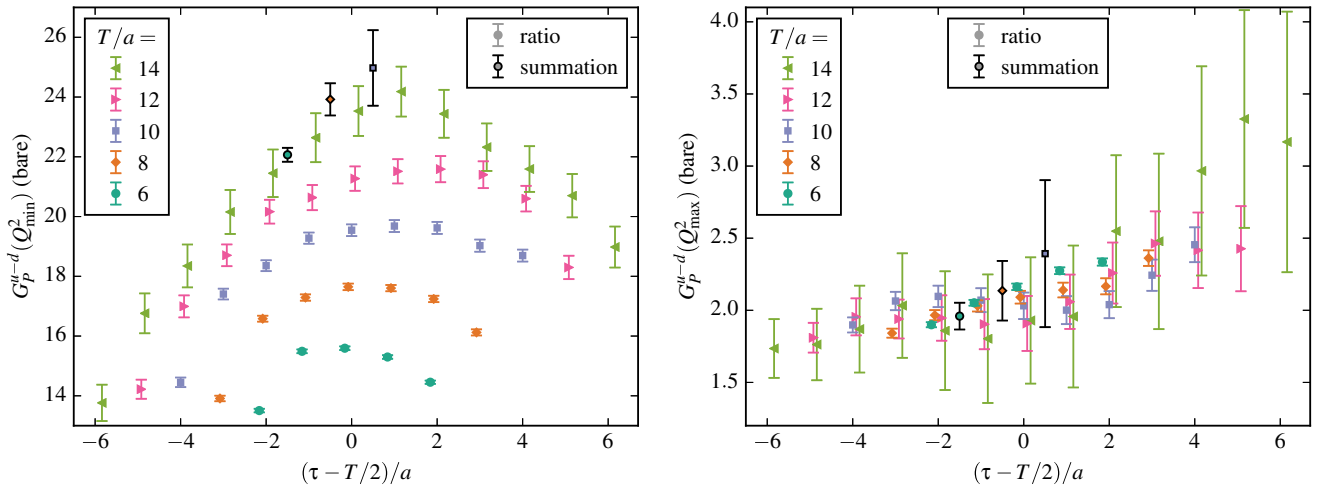 T/a =
14
12
10
8
6
ratio
summation
26
24
22
20
18
16
14
G_P^{u−d}(Q²_min) (bare)
−6 −4 −2 0 2 4 6
(τ − T/2)/a
T/a =
14
12
10
8
6
ratio
summation
4.0
3.5
3.0
2.5
2.0
1.5
G_P^{u−d}(Q²_max) (bare)
−6 −4 −2 0 2 4 6
(τ − T/2)/a